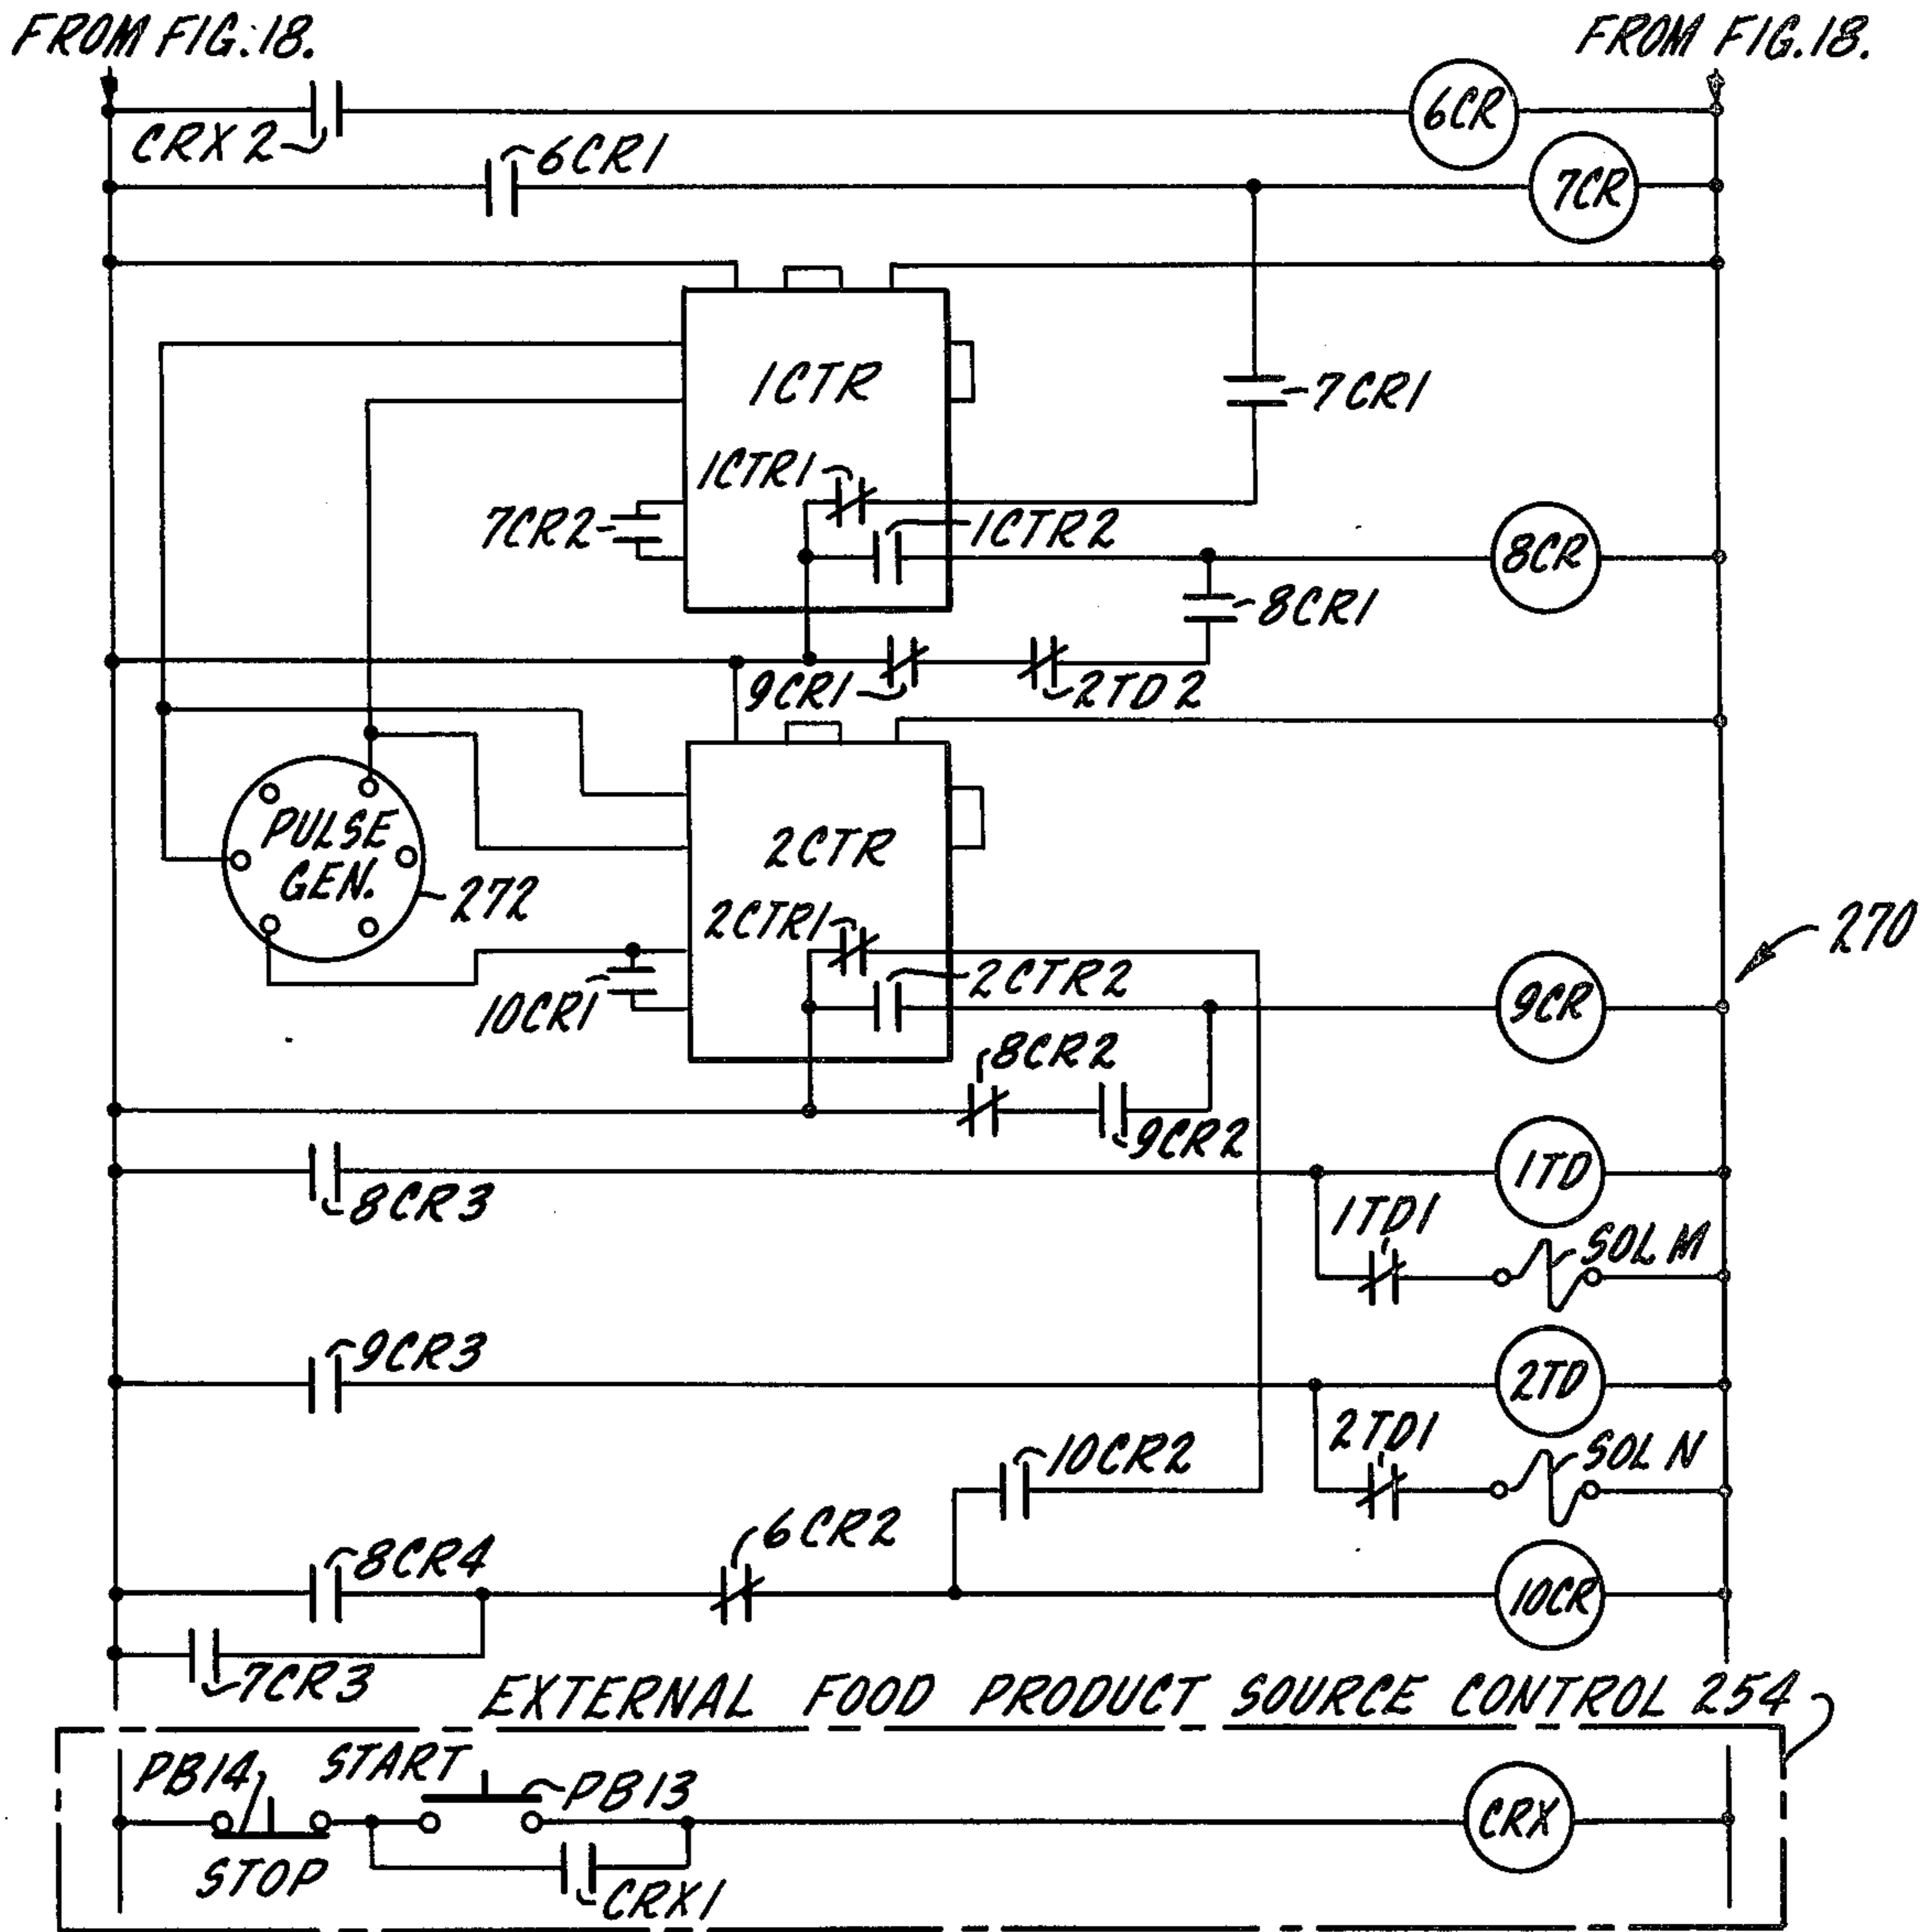 FROM FIG. 18.
FROM FIG. 18.
6CR
CRX 2
6CR1
7CR
1CTR
7CR1
1CTR1
7CR2
1CTR2
8CR
8CR1
9CR1
2TD2
PULSE
GEN.
272
2CTR
2CTR1
270
10CR1
2CTR2
9CR
8CR2
9CR2
8CR3
1TD
1TD1
SOL M
9CR3
2TD
2TD1
SOL N
10CR2
8CR4
6CR2
10CR
7CR3
EXTERNAL FOOD PRODUCT SOURCE CONTROL 254
PB14
START
PB13
CRX
STOP
CRX1